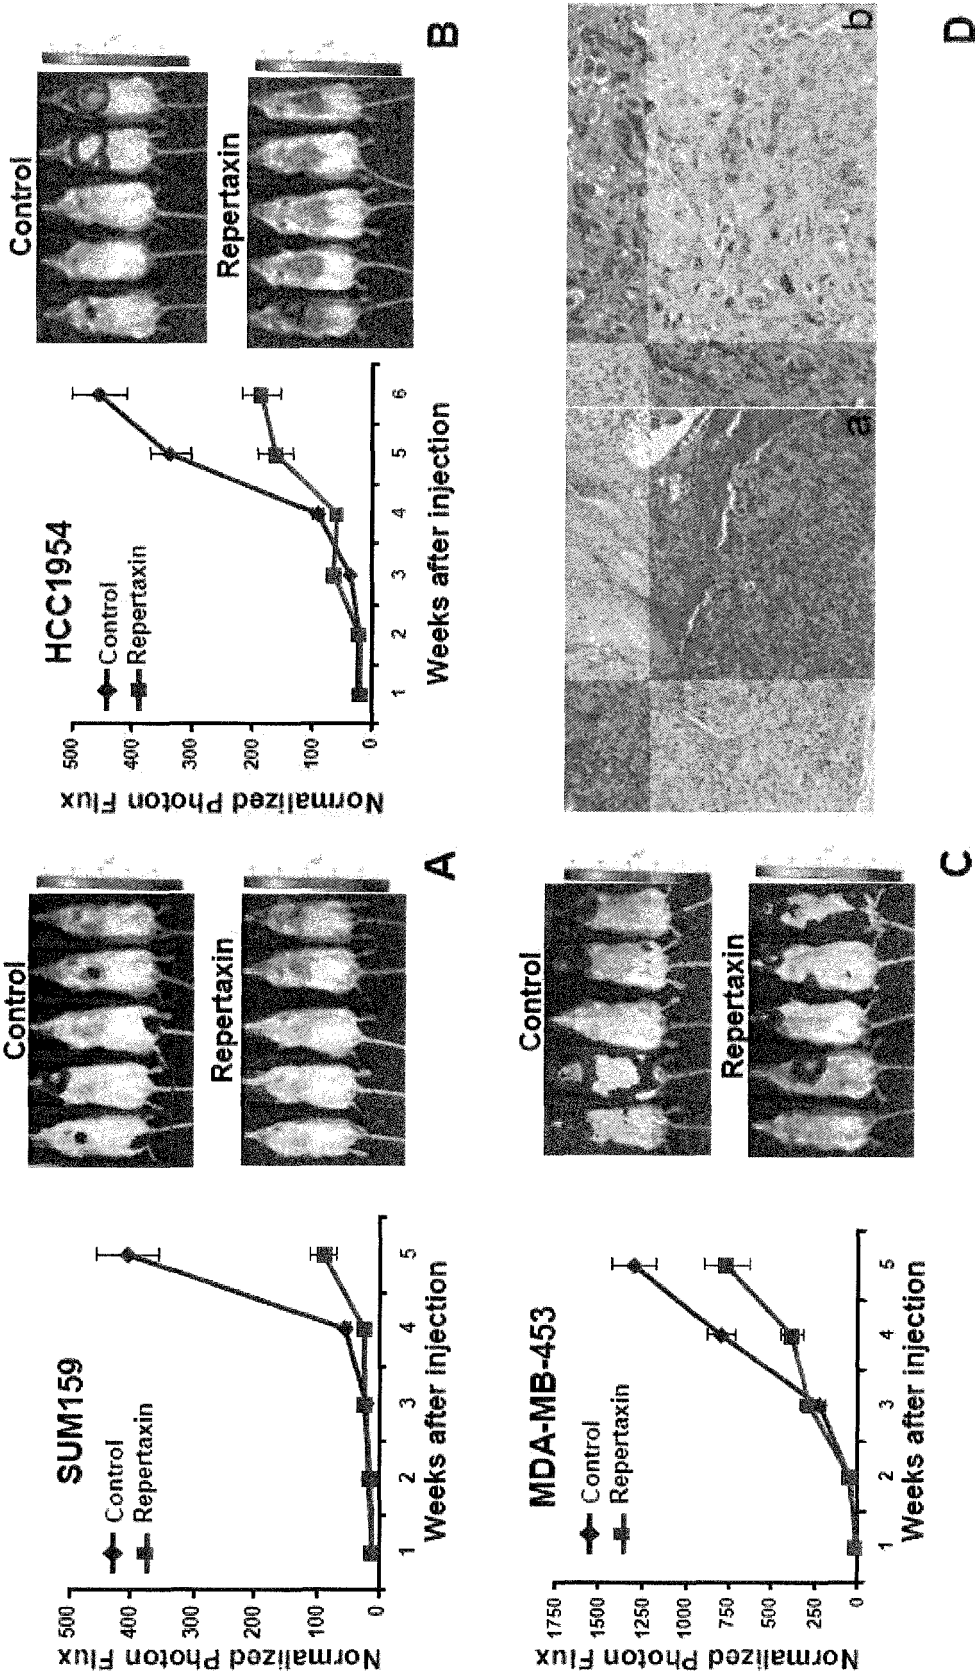 SUM159
Control
Repertaxin
Normalized Photon Flux
500
400
300
200
100
0
1 2 3 4 5
Weeks after injection
Control
Repertaxin
A
HCC1954
Control
Repertaxin
Normalized Photon Flux
500
400
300
200
100
0
1 2 3 4 5 6
Weeks after injection
Control
Repertaxin
B
MDA-MB-453
Control
Repertaxin
Normalized Photon Flux
1750
1500
1250
1000
750
500
250
0
1 2 3 4 5
Weeks after injection
Control
Repertaxin
C
a
b
D